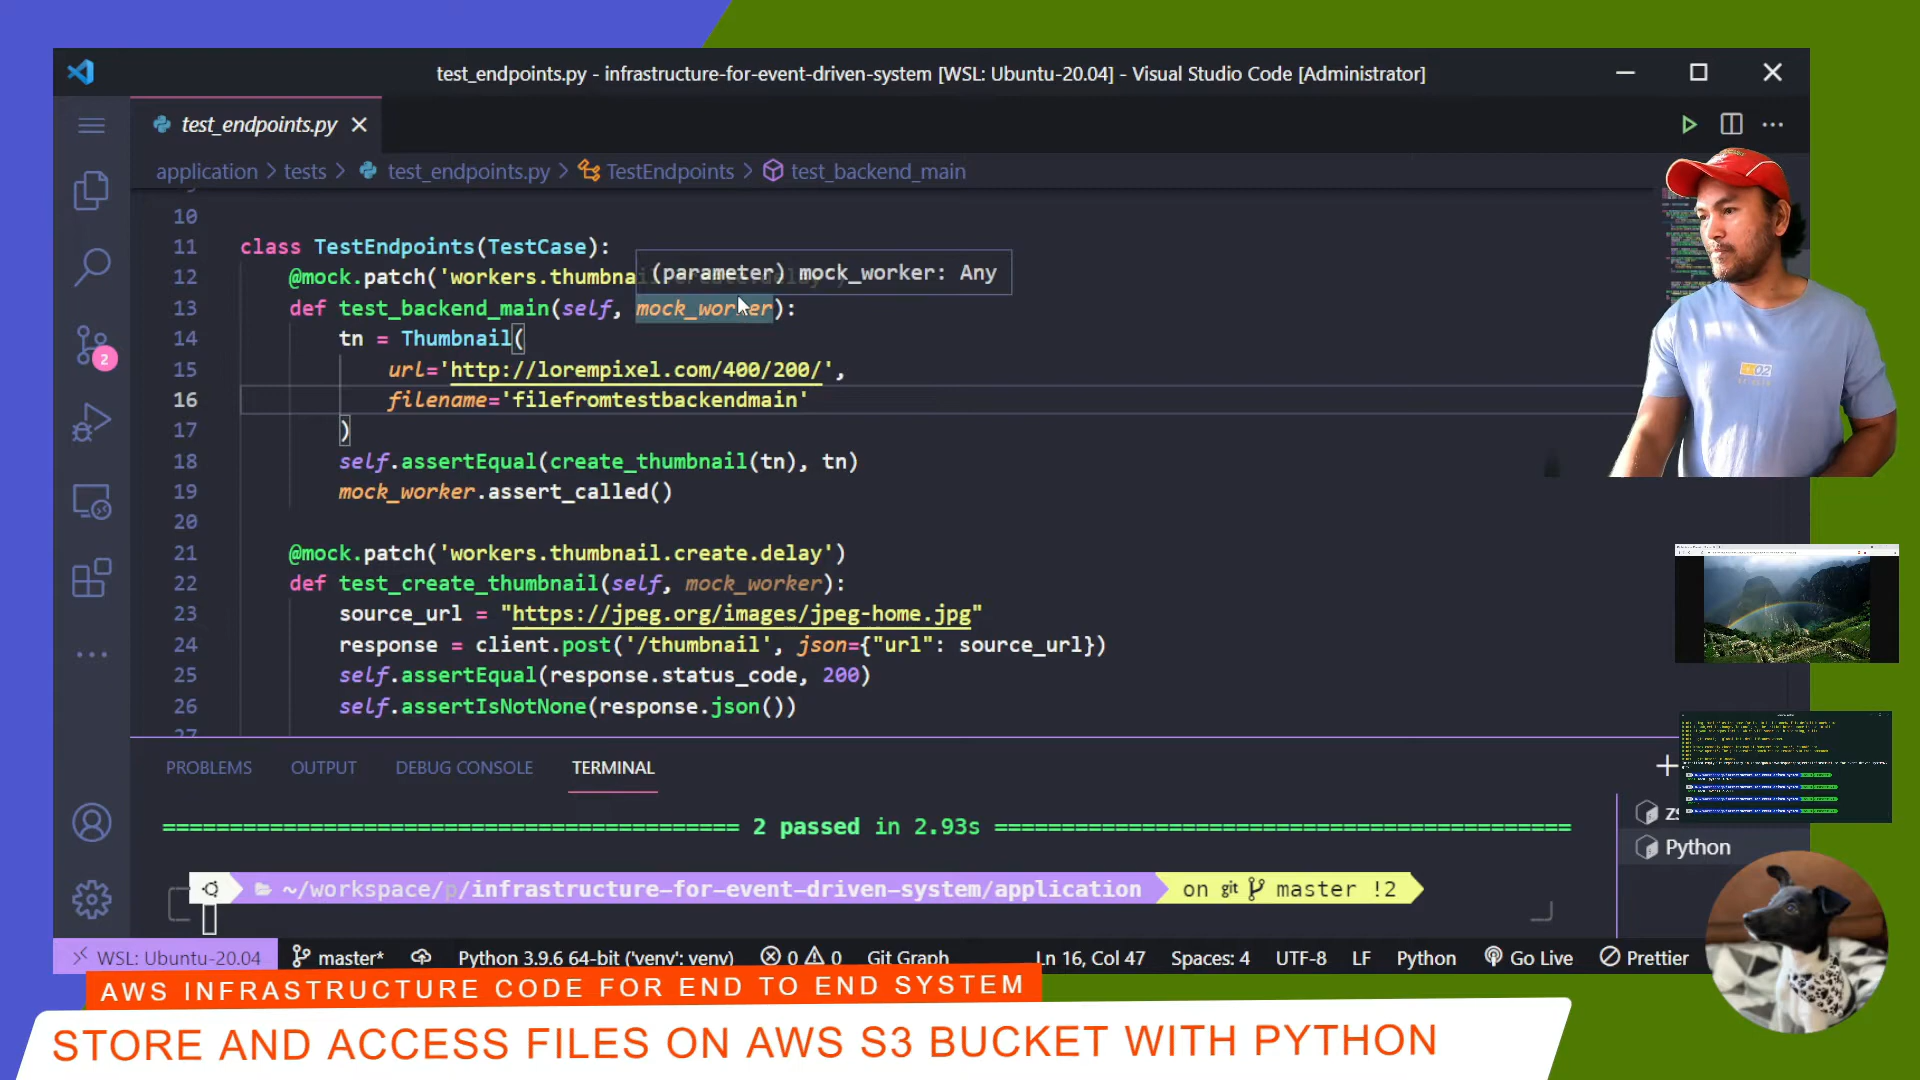 test_endpoints.py - infrastructure-for-event-driven-system [WSL: Ubuntu-20.04] - Visual Studio Code [Administrator]
test_endpoints.py
application > tests > test_endpoints.py > TestEndpoints > test_backend_main
10
11 class TestEndpoints(TestCase):
(parameter) mock_worker: Any
12 @mock.patch('workers.thumbnail.create.delay')
13 def test_backend_main(self, mock_worker):
14 tn = Thumbnail(
15 url='http://lorempixel.com/400/200/',
16 filename='filefromtestbackendmain'
17 )
18 self.assertEqual(create_thumbnail(tn), tn)
19 mock_worker.assert_called()
20
21 @mock.patch('workers.thumbnail.create.delay')
22 def test_create_thumbnail(self, mock_worker):
23 source_url = "https://jpeg.org/images/jpeg-home.jpg"
24 response = client.post('/thumbnail', json={"url": source_url})
25 self.assertEqual(response.status_code, 200)
26 self.assertIsNotNone(response.json())
27
2
PROBLEMS OUTPUT DEBUG CONSOLE TERMINAL
======================================== 2 passed in 2.93s ========================================
zs
Python
~/workspace/p/infrastructure-for-event-driven-system/application on git master !2
WSL: Ubuntu-20.04 master* Python 3.9.6 64-bit ('venv': venv) 0 0 Git Graph Ln 16, Col 47 Spaces: 4 UTF-8 LF Python Go Live Prettier
AWS INFRASTRUCTURE CODE FOR END TO END SYSTEM
STORE AND ACCESS FILES ON AWS S3 BUCKET WITH PYTHON